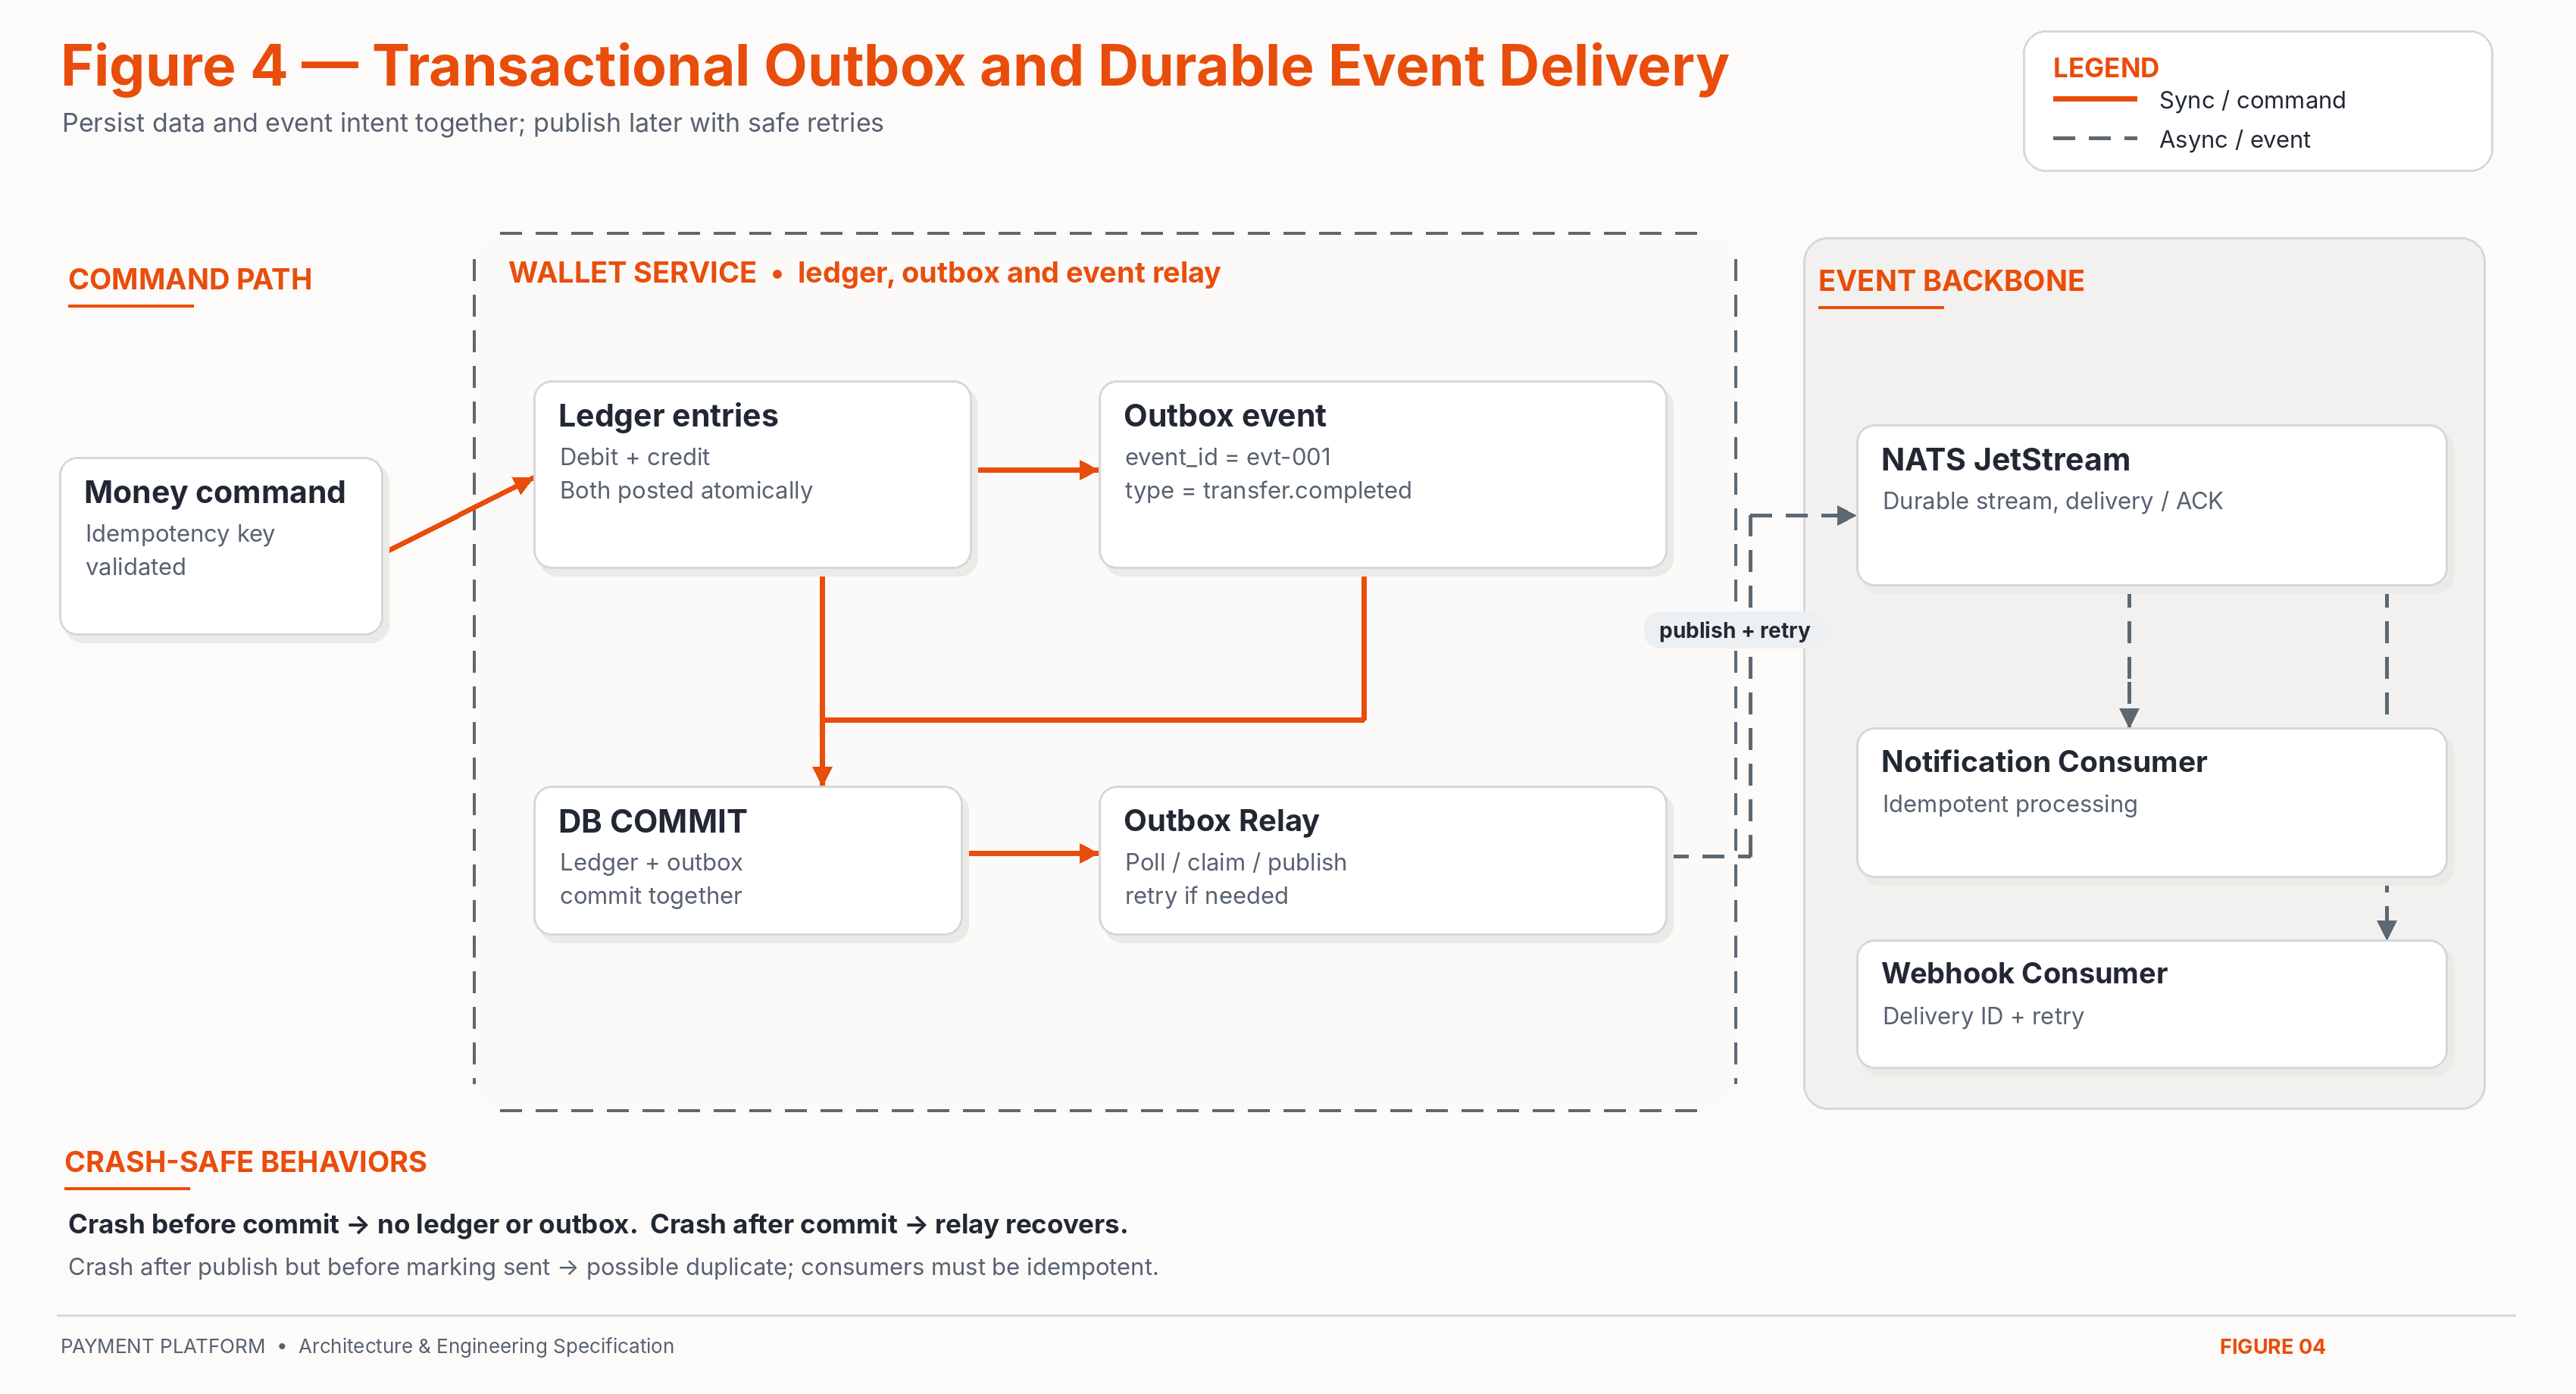 Figure 4 — Transactional Outbox and Durable Event Delivery
Persist data and event intent together; publish later with safe retries
LEGEND
Sync / command
Async / event
COMMAND PATH
Money command
Idempotency key
validated
WALLET SERVICE • ledger, outbox and event relay
Ledger entries
Debit + credit
Both posted atomically
Outbox event
event_id = evt-001
type = transfer.completed
DB COMMIT
Ledger + outbox
commit together
Outbox Relay
Poll / claim / publish
retry if needed
publish + retry
EVENT BACKBONE
NATS JetStream
Durable stream, delivery / ACK
Notification Consumer
Idempotent processing
Webhook Consumer
Delivery ID + retry
CRASH-SAFE BEHAVIORS
Crash before commit → no ledger or outbox. Crash after commit → relay recovers.
Crash after publish but before marking sent → possible duplicate; consumers must be idempotent.
PAYMENT PLATFORM • Architecture & Engineering Specification
FIGURE 04